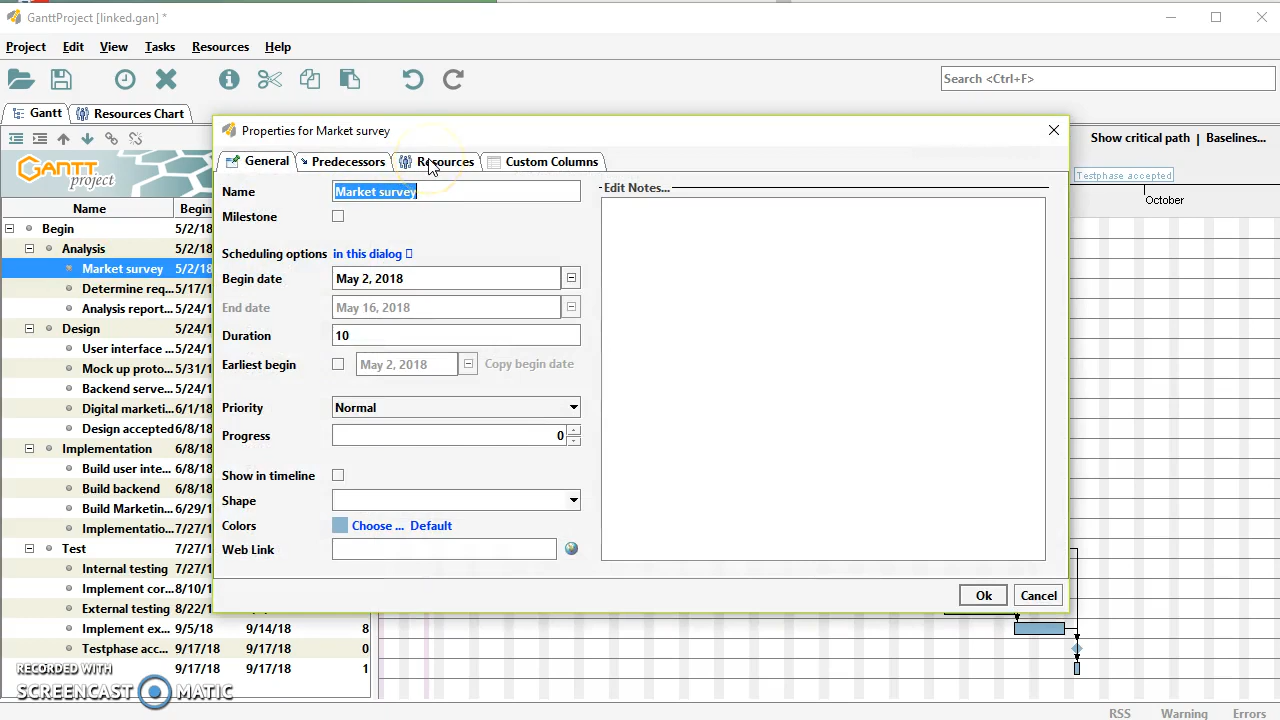 GanttProject [linked.gan] *
Project Edit View Tasks Resources Help
Search <Ctrl+F>
Gantt Resources Chart
Properties for Market survey
Show critical path | Baselines...
General Predecessors Resources Custom Columns
Gantt
project
Testphase accepted
October
Name Begin
Name Market survey
Edit Notes...
Milestone
Scheduling options in this dialog
Begin date May 2, 2018
End date May 16, 2018
Duration 10
Earliest begin May 2, 2018 Copy begin date
Priority Normal
Progress 0
Show in timeline
Shape
Colors Choose ... Default
Web Link
Ok Cancel
Begin 5/2/18
Analysis 5/2/18
Market survey 5/2/18
Determine req... 5/17/1
Analysis report... 5/24/1
Design 5/24/1
User interface ... 5/24/1
Mock up proto... 5/31/1
Backend serve... 5/24/1
Digital marketi... 6/1/18
Design accepted 6/8/18
Implementation 6/8/18
Build user inte... 6/8/18
Build backend 6/8/18
Build Marketin... 6/29/1
Implementatio... 7/27/1
Test 7/27/1
Internal testing 7/27/1
Implement cor... 8/10/1
External testing 8/22/1
Implement ex... 9/5/18 9/14/18 8
Testphase acc... 9/17/18 9/17/18 0
9/17/18 9/17/18 1
RECORDED WITH
SCREENCAST MATIC
RSS Warning Errors